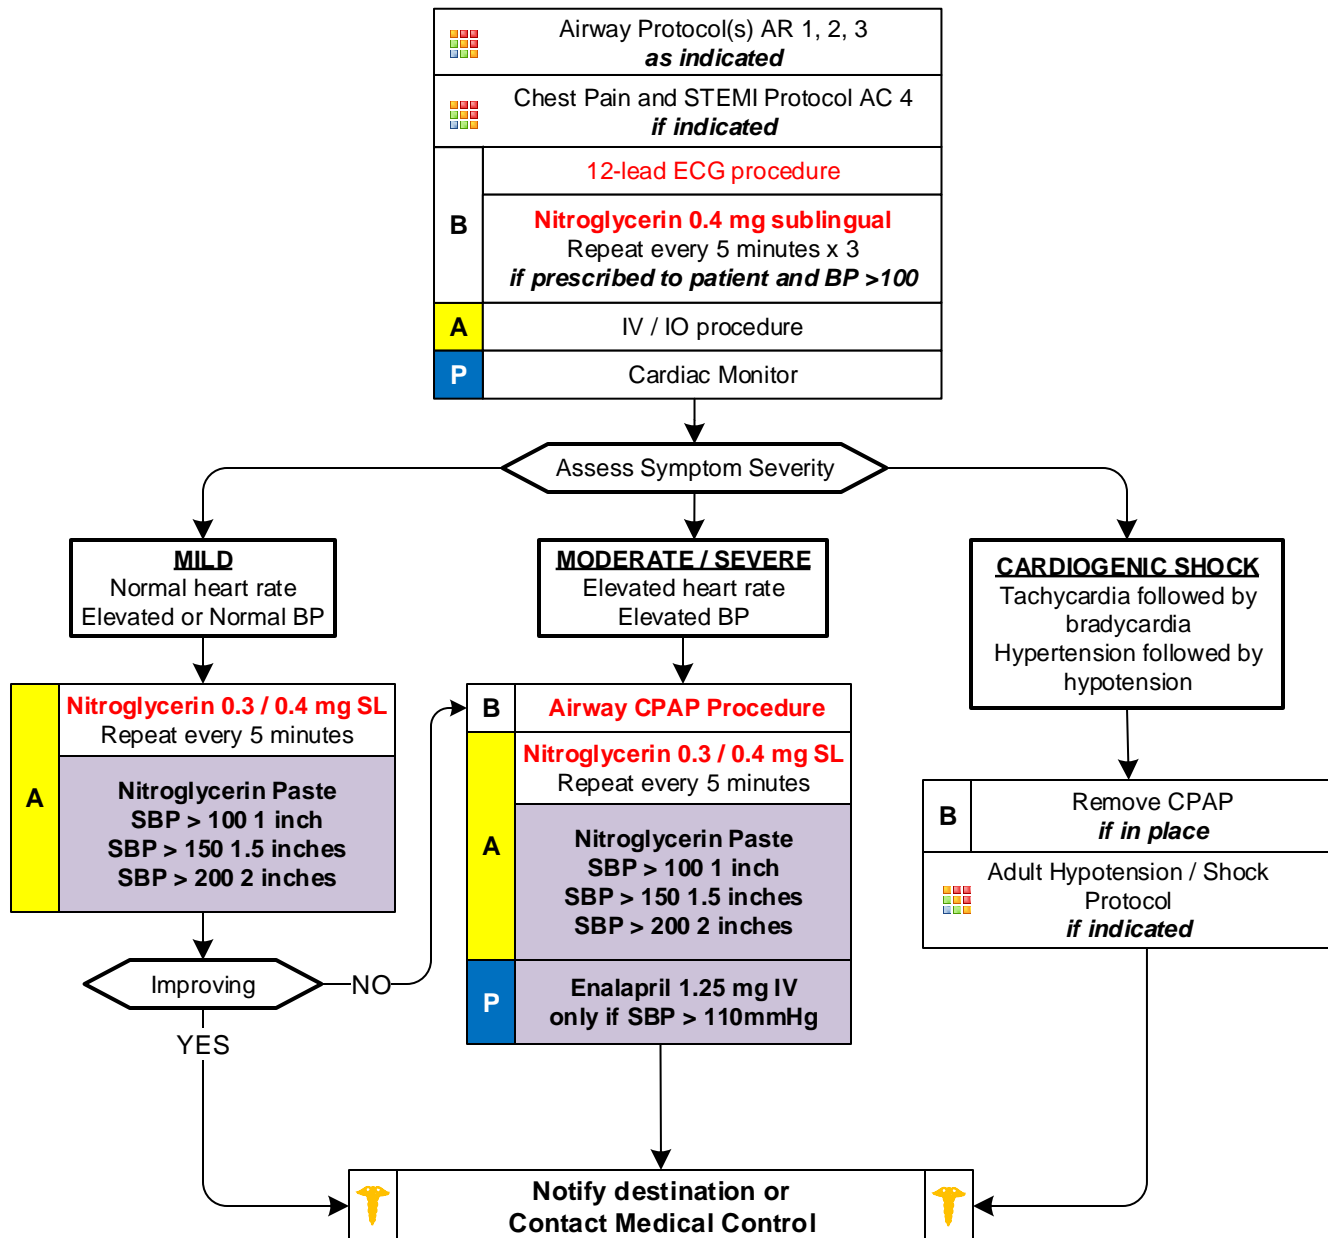 Airway Protocol(s) AR 1, 2, 3
as indicated
Chest Pain and STEMI Protocol AC 4
if indicated
B
12-lead ECG procedure
Nitroglycerin 0.4 mg sublingual
Repeat every 5 minutes x 3
if prescribed to patient and BP >100
A
IV / IO procedure
P
Cardiac Monitor
Assess Symptom Severity
MILD
Normal heart rate
Elevated or Normal BP
MODERATE / SEVERE
Elevated heart rate
Elevated BP
CARDIOGENIC SHOCK
Tachycardia followed by
bradycardia
Hypertension followed by
hypotension
A
Nitroglycerin 0.3 / 0.4 mg SL
Repeat every 5 minutes
Nitroglycerin Paste
SBP > 100 1 inch
SBP > 150 1.5 inches
SBP > 200 2 inches
Improving
NO
YES
B
Airway CPAP Procedure
A
Nitroglycerin 0.3 / 0.4 mg SL
Repeat every 5 minutes
Nitroglycerin Paste
SBP > 100 1 inch
SBP > 150 1.5 inches
SBP > 200 2 inches
P
Enalapril 1.25 mg IV
only if SBP > 110mmHg
B
Remove CPAP
if in place
Adult Hypotension / Shock
Protocol
if indicated
Notify destination or
Contact Medical Control